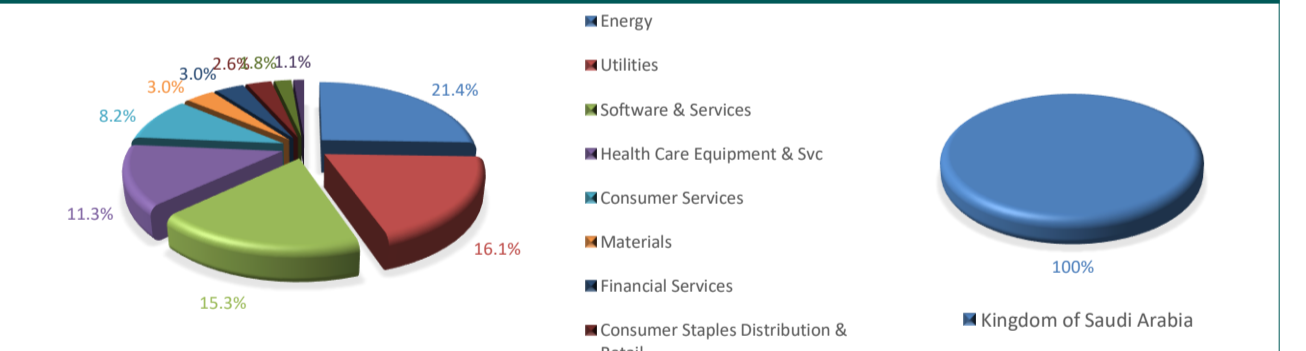 21.4%
16.1%
15.3%
11.3%
8.2%
3.0%
3.0%
2.6%
1.1%
Energy
Utilities
Software & Services
Health Care Equipment & Svc
Consumer Services
Materials
Financial Services
Consumer Staples Distribution &
100%
Kingdom of Saudi Arabia